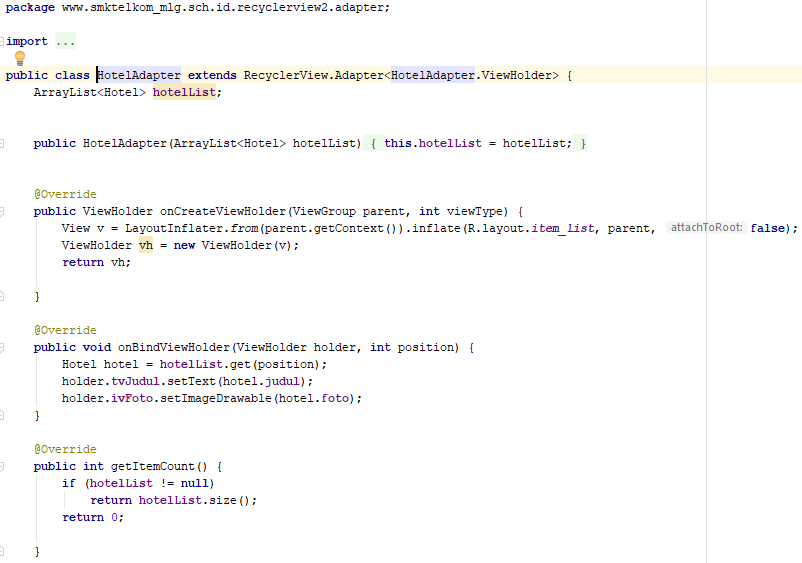 package www.smktelkom_mlg.sch.id.recyclerview2.adapter;
import ...
public class HotelAdapter extends RecyclerView.Adapter<HotelAdapter.ViewHolder> {
ArrayList<Hotel> hotelList;
public HotelAdapter(ArrayList<Hotel> hotelList) { this.hotelList = hotelList; }
@Override
public ViewHolder onCreateViewHolder(ViewGroup parent, int viewType) {
View v = LayoutInflater.from(parent.getContext()).inflate(R.layout.item_list, parent, attachToRoot: false);
ViewHolder vh = new ViewHolder(v);
return vh;
}
@Override
public void onBindViewHolder(ViewHolder holder, int position) {
Hotel hotel = hotelList.get(position);
holder.tvJudul.setText(hotel.judul);
holder.ivFoto.setImageDrawable(hotel.foto);
}
@Override
public int getItemCount() {
if (hotelList != null)
return hotelList.size();
return 0;
}